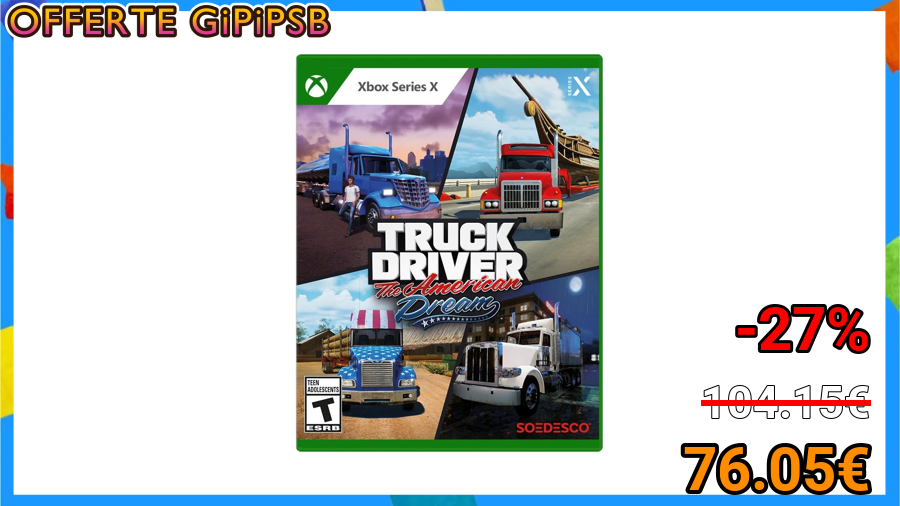 OFFERTE GiPiPSB
Xbox Series X
SERIES X
TRUCK
DRIVER
The American
Dream
TEEN
ADOLESCENTS
T
ESRB
SOEDESCO
-27%
104.15€
76.05€